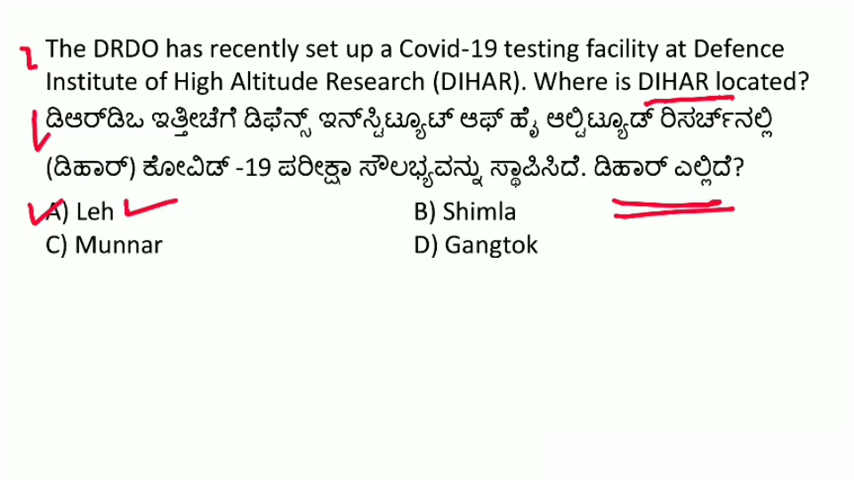 The DRDO has recently set up a Covid-19 testing facility at Defence
Institute of High Altitude Research (DIHAR). Where is DIHAR located?
ಡಿಆರ್‌ಡಿಒ ಇತ್ತೀಚೆಗೆ ಡಿಫೆನ್ಸ್ ಇನ್‌ಸ್ಟಿಟ್ಯೂಟ್ ಆಫ್ ಹೈ ಆಲ್ಟಿಟ್ಯೂಡ್ ರಿಸರ್ಚ್‌ನಲ್ಲಿ
(ಡಿಹಾರ್) ಕೋವಿಡ್ -19 ಪರೀಕ್ಷಾ ಸೌಲಭ್ಯವನ್ನು ಸ್ಥಾಪಿಸಿದೆ. ಡಿಹಾರ್ ಎಲ್ಲಿದೆ?
A) Leh B) Shimla
C) Munnar D) Gangtok